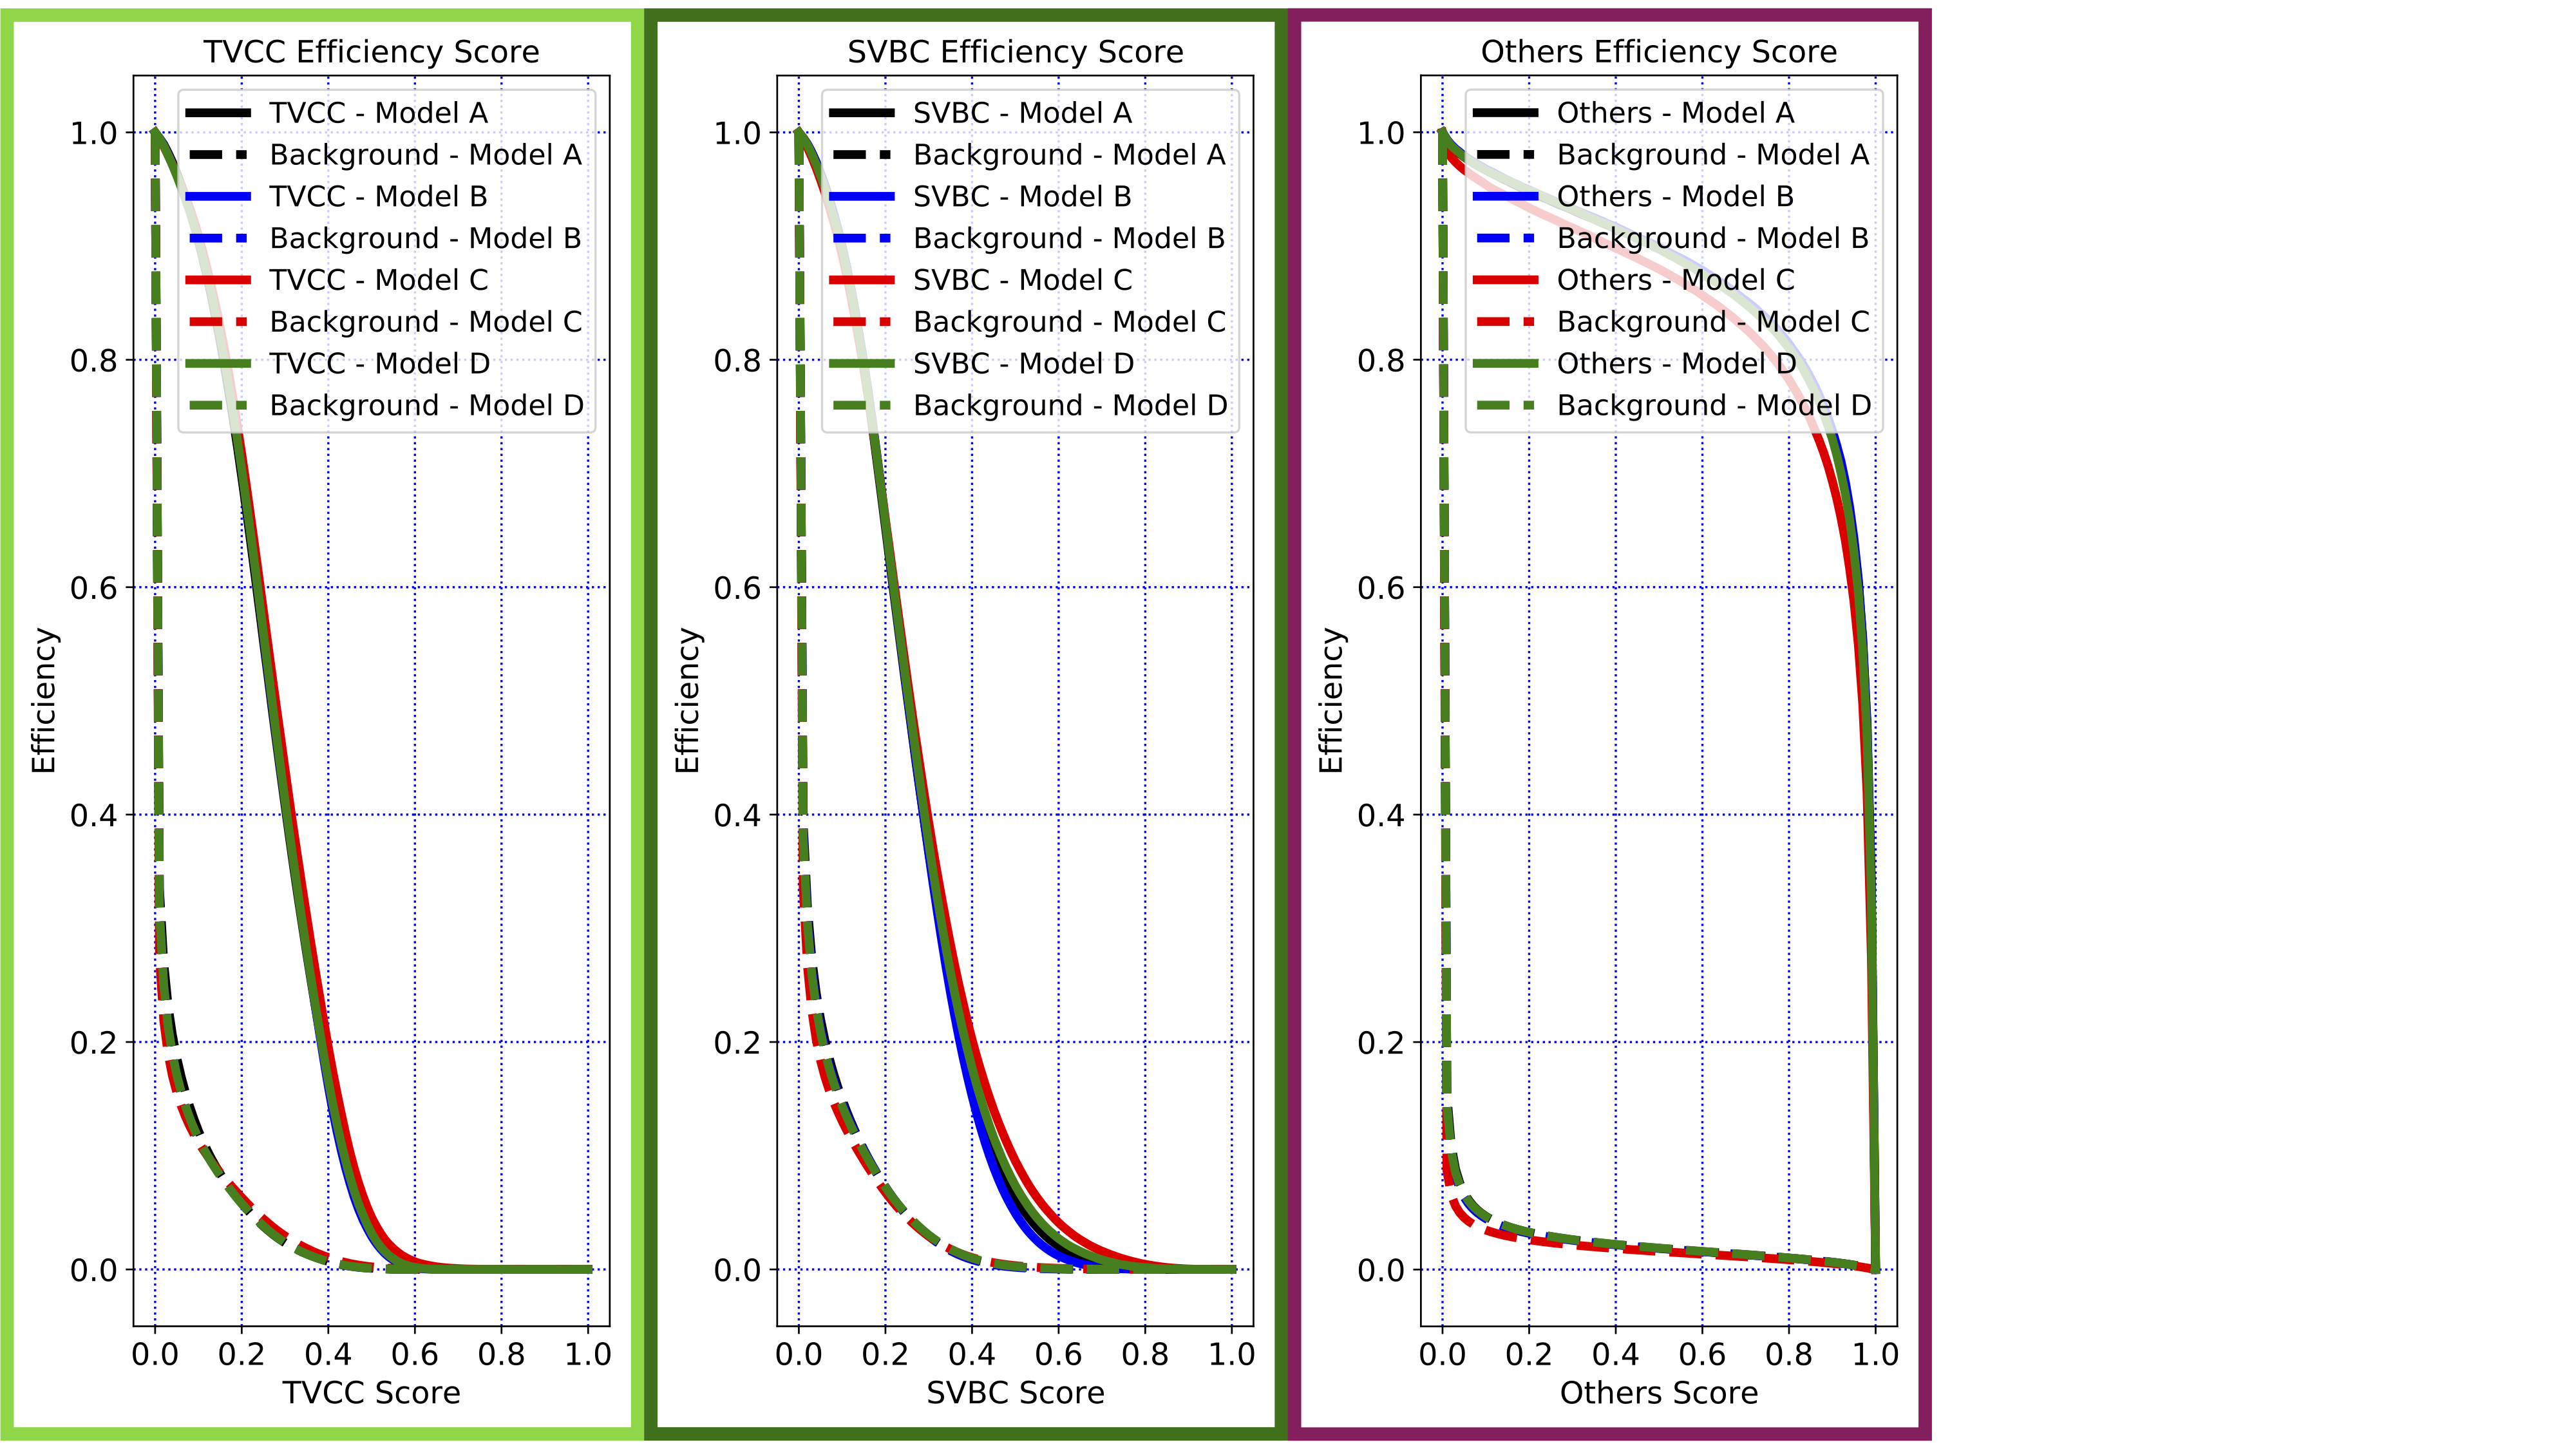 TVCC Efficiency Score
TVCC - Model A
Background - Model A
TVCC - Model B
Background - Model B
TVCC - Model C
Background - Model C
TVCC - Model D
Background - Model D
1.0
0.8
0.6
0.4
0.2
0.0
Efficiency
0.0 0.2 0.4 0.6 0.8 1.0
TVCC Score
SVBC Efficiency Score
SVBC - Model A
Background - Model A
SVBC - Model B
Background - Model B
SVBC - Model C
Background - Model C
SVBC - Model D
Background - Model D
1.0
0.8
0.6
0.4
0.2
0.0
Efficiency
0.0 0.2 0.4 0.6 0.8 1.0
SVBC Score
Others Efficiency Score
Others - Model A
Background - Model A
Others - Model B
Background - Model B
Others - Model C
Background - Model C
Others - Model D
Background - Model D
1.0
0.8
0.6
0.4
0.2
0.0
Efficiency
0.0 0.2 0.4 0.6 0.8 1.0
Others Score